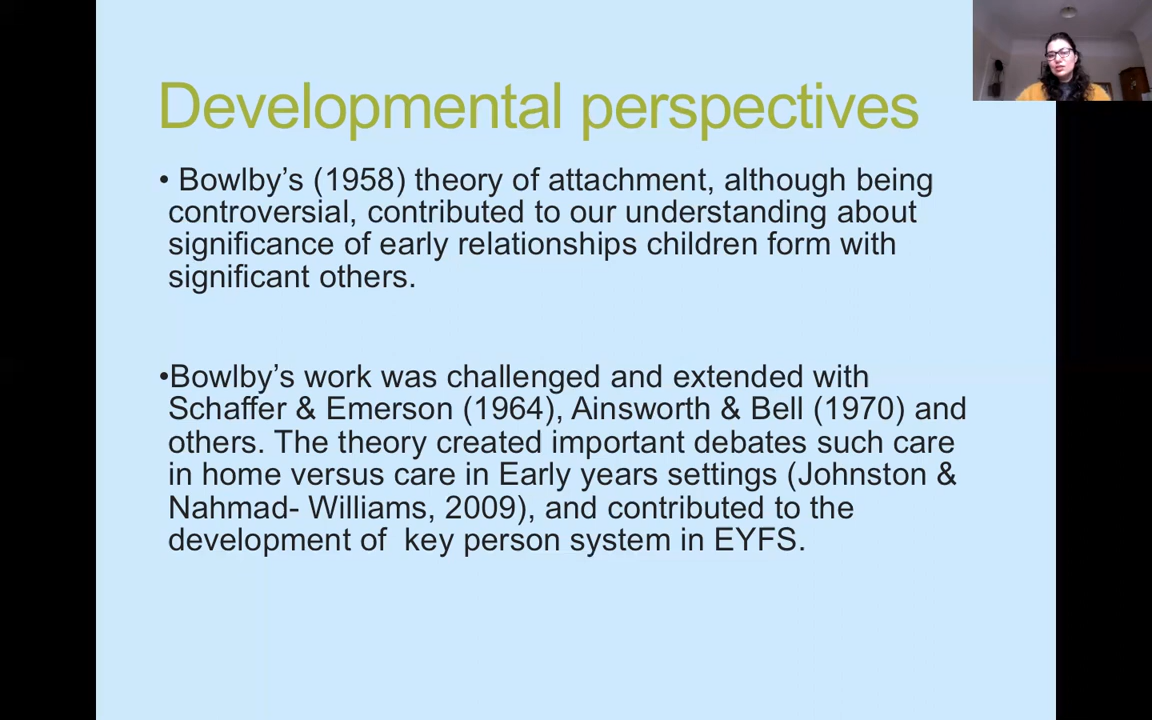 Developmental perspectives
• Bowlby’s (1958) theory of attachment, although being
controversial, contributed to our understanding about
significance of early relationships children form with
significant others.
•Bowlby’s work was challenged and extended with
Schaffer & Emerson (1964), Ainsworth & Bell (1970) and
others. The theory created important debates such care
in home versus care in Early years settings (Johnston &
Nahmad- Williams, 2009), and contributed to the
development of  key person system in EYFS.